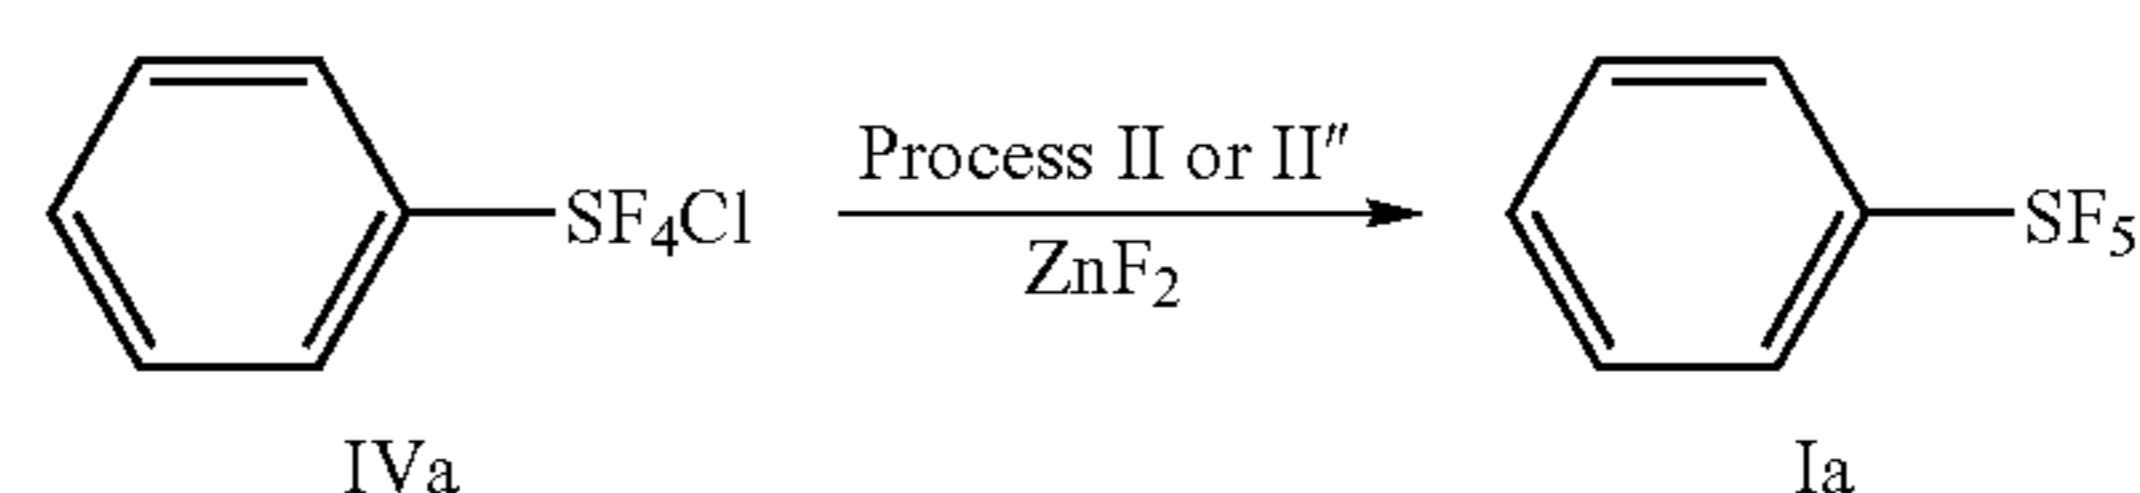 Process II or II″
SF₄Cl
ZnF₂
SF₅
IVa
Ia